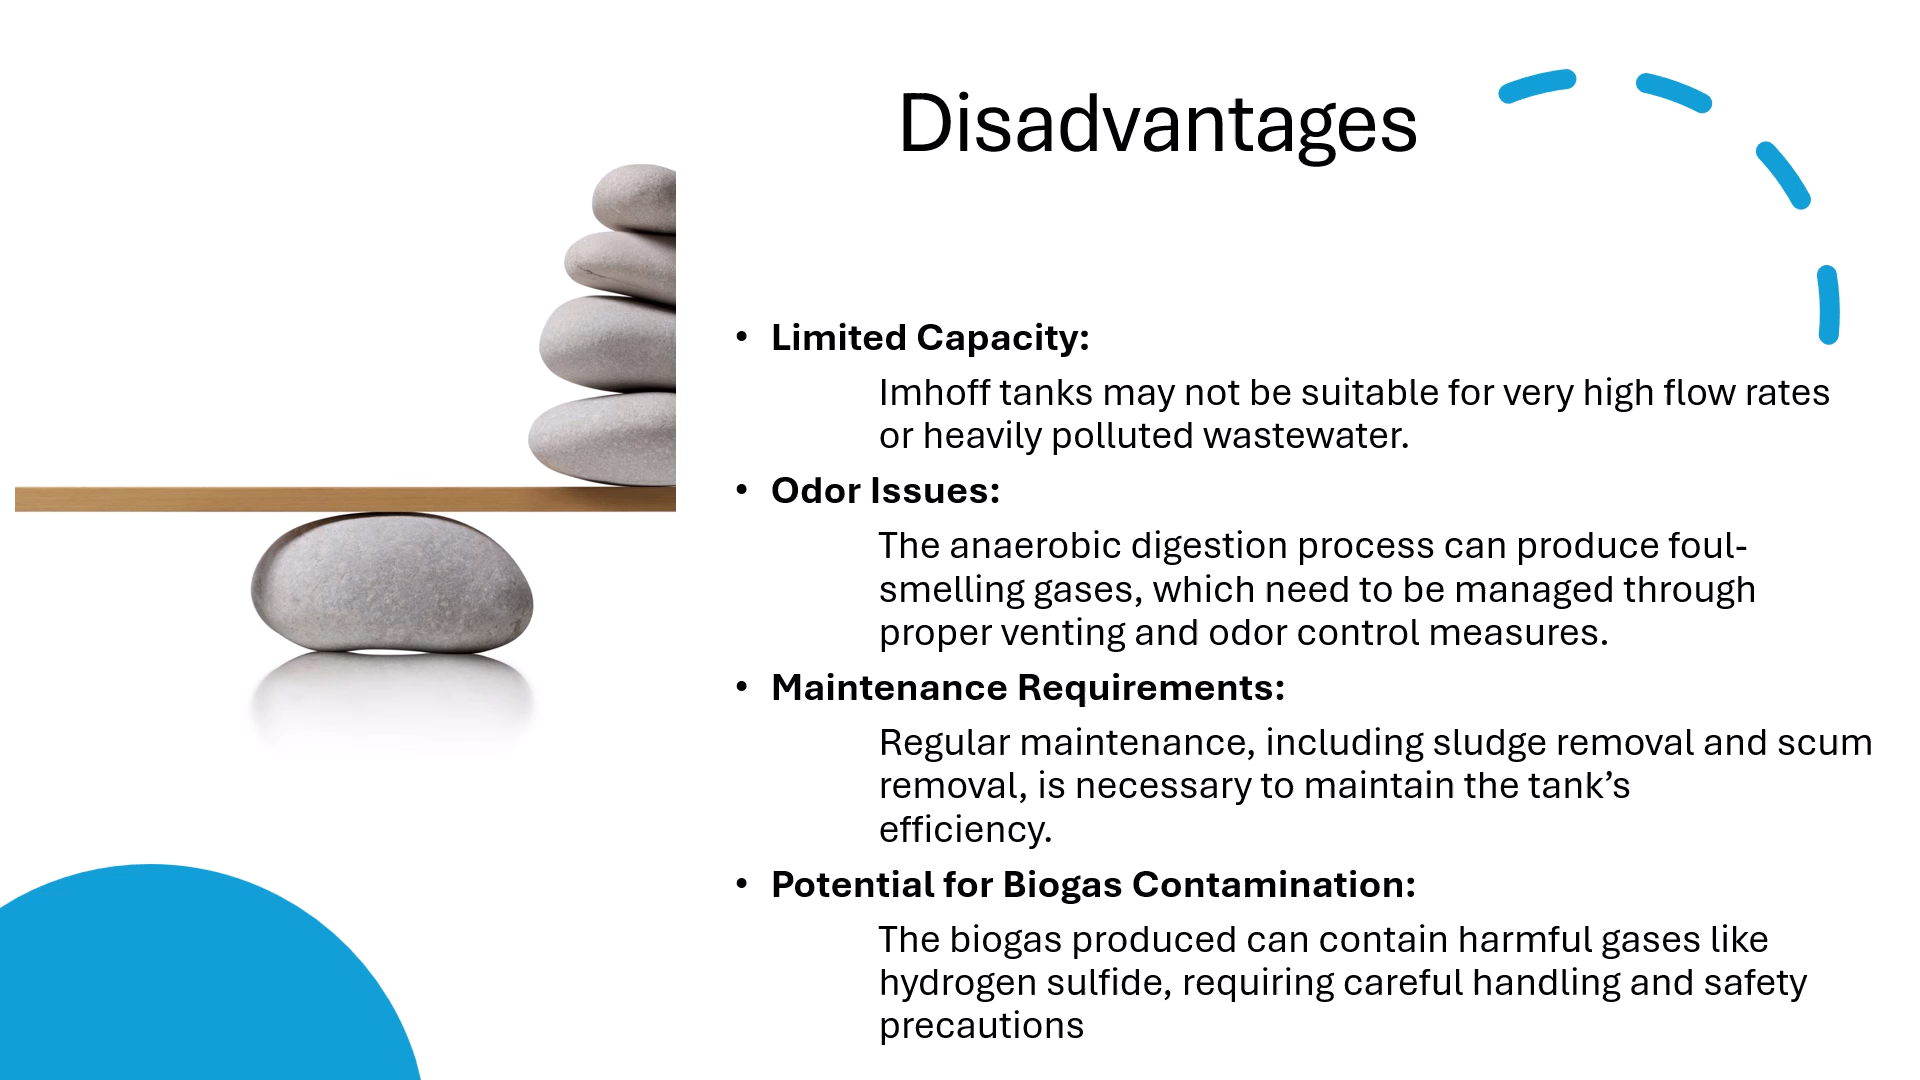 Disadvantages
• Limited Capacity:
Imhoff tanks may not be suitable for very high flow rates
or heavily polluted wastewater.
• Odor Issues:
The anaerobic digestion process can produce foul-
smelling gases, which need to be managed through
proper venting and odor control measures.
• Maintenance Requirements:
Regular maintenance, including sludge removal and scum
removal, is necessary to maintain the tank’s
efficiency.
• Potential for Biogas Contamination:
The biogas produced can contain harmful gases like
hydrogen sulfide, requiring careful handling and safety
precautions